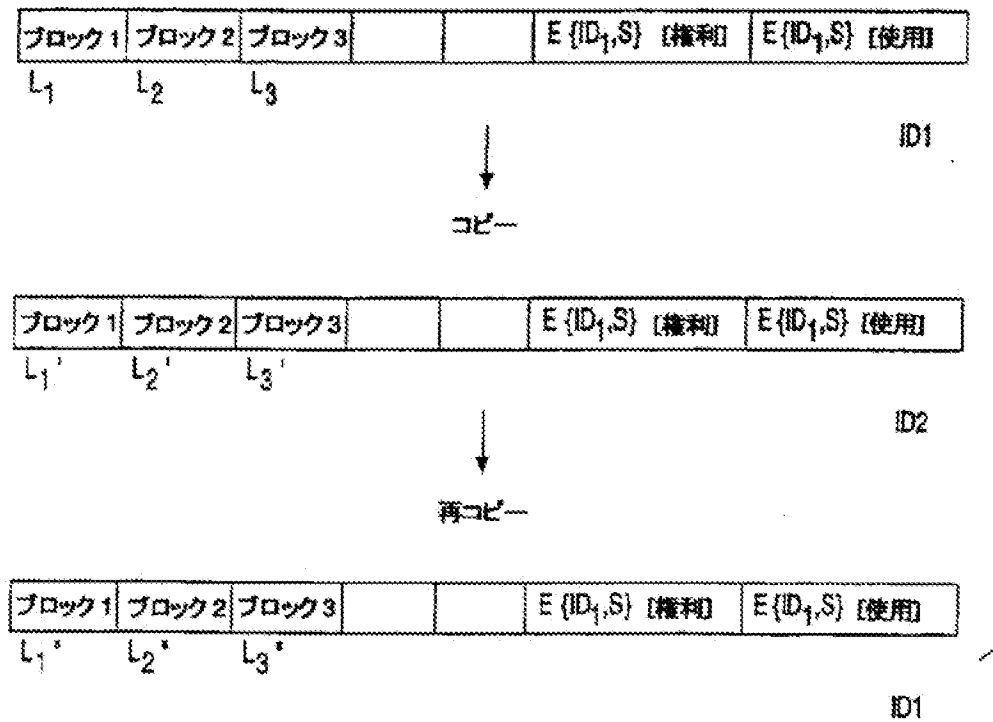 ブロック1 ブロック2 ブロック3 E{ID₁,S} [権利] E{ID₁,S} [使用]
L₁ L₂ L₃
ID1
コピー
ブロック1 ブロック2 ブロック3 E{ID₁,S} [権利] E{ID₁,S} [使用]
L₁' L₂' L₃'
ID2
再コピー
ブロック1 ブロック2 ブロック3 E{ID₁,S} [権利] E{ID₁,S} [使用]
L₁* L₂* L₃*
ID1